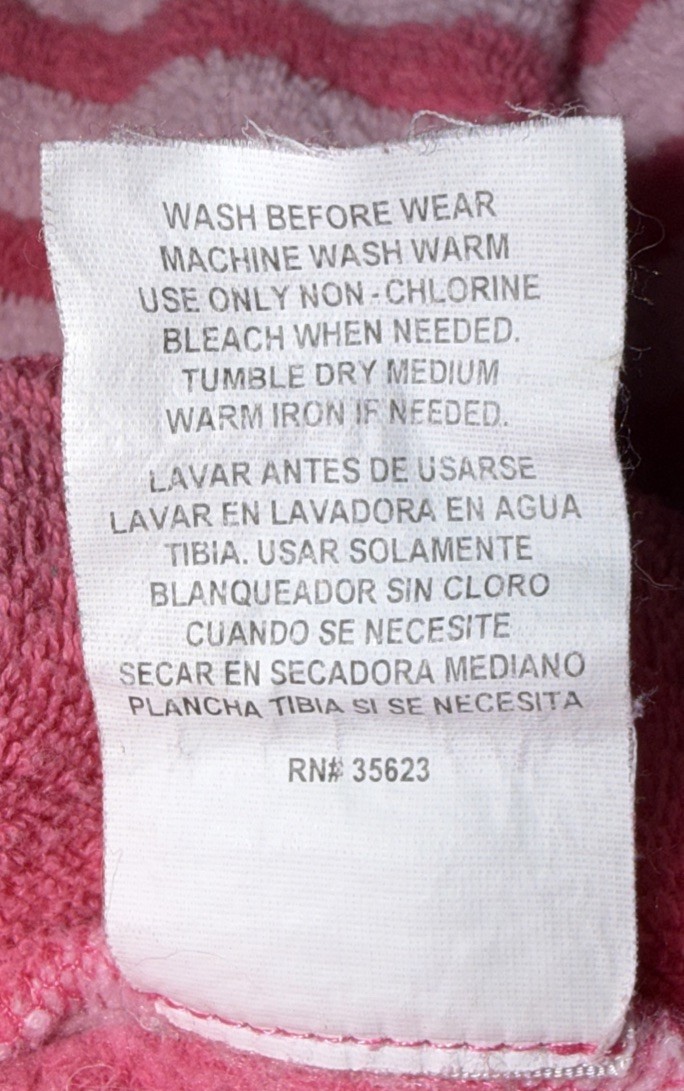 WASH BEFORE WEAR
MACHINE WASH WARM
USE ONLY NON-CHLORINE
BLEACH WHEN NEEDED.
TUMBLE DRY MEDIUM
WARM IRON IF NEEDED.
LAVAR ANTES DE USARSE
LAVAR EN LAVADORA EN AGUA
TIBIA. USAR SOLAMENTE
BLANQUEADOR SIN CLORO
CUANDO SE NECESITE
SECAR EN SECADORA MEDIANO
PLANCHA TIBIA SI SE NECESITA
RN# 35623